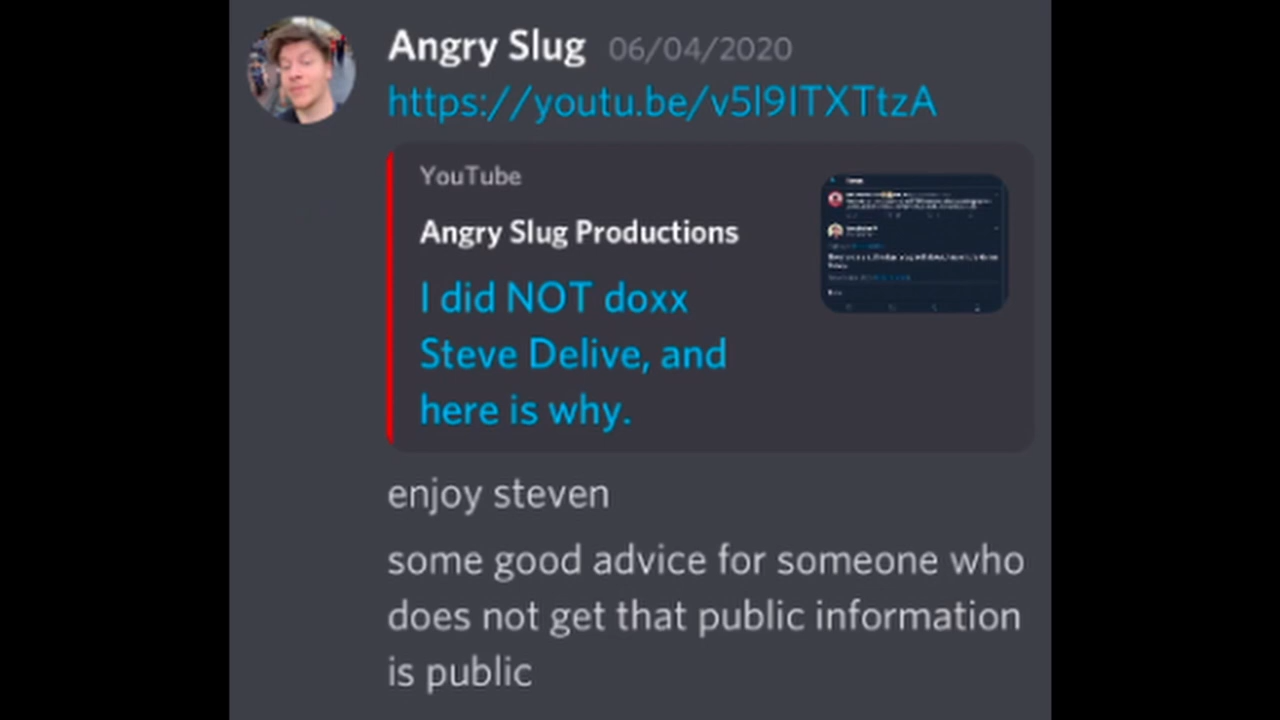 Angry Slug 06/04/2020
https://youtu.be/v5l9lTXTtzA
YouTube
Angry Slug Productions
I did NOT doxx
Steve Delive, and
here is why.
enjoy steven
some good advice for someone who
does not get that public information
is public